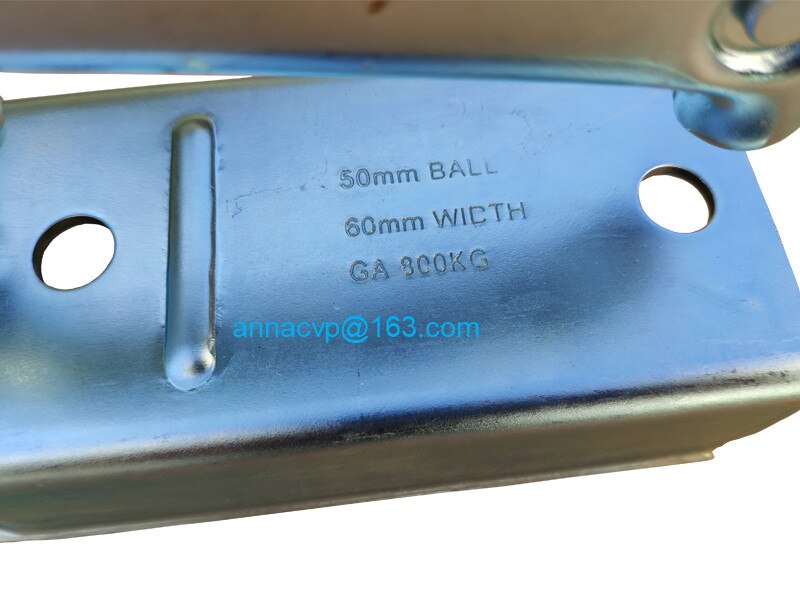 50mm BALL
60mm WIDTH
GA 800KG
annacvp@163.com